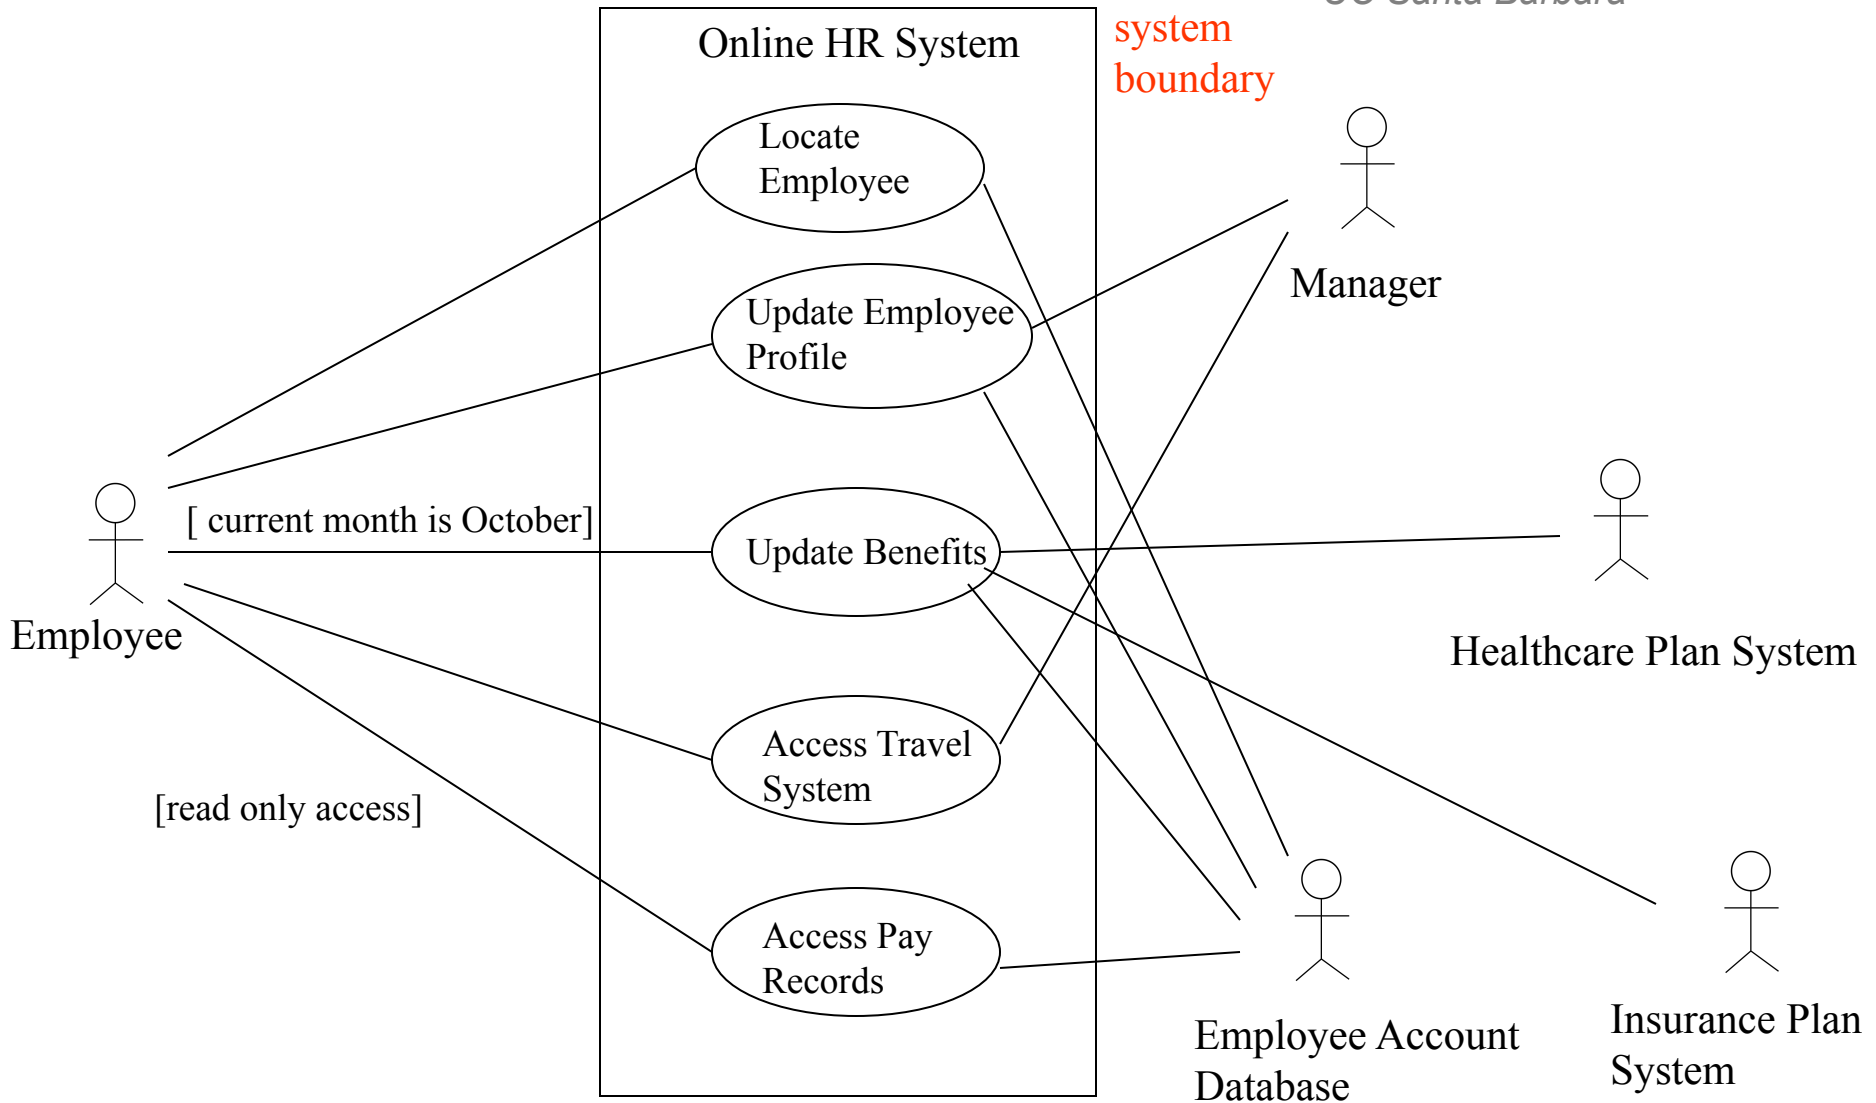 Online HR System
system
boundary
Locate
Employee
Update Employee
Profile
Manager
[ current month is October]
Update Benefits
Employee
Healthcare Plan System
Access Travel
System
[read only access]
Access Pay
Records
Employee Account
Database
Insurance Plan
System